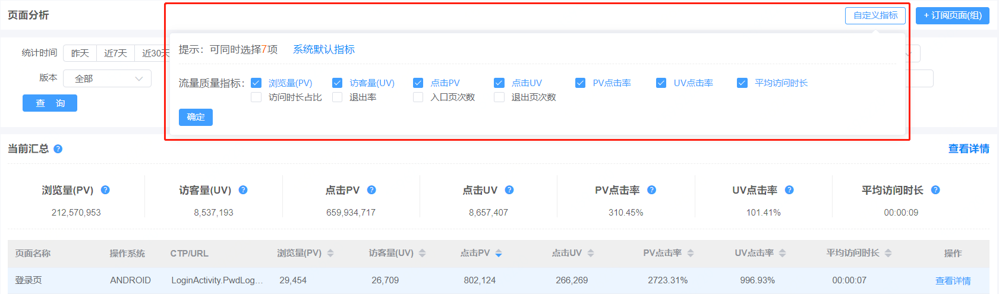 页面分析
自定义指标
+ 订阅页面(组)
统计时间 昨天 近7天 近30天
提示：可同时选择7项 系统默认指标
版本 全部
流量质量指标： 浏览量(PV) 访客量(UV) 点击PV 点击UV PV点击率 UV点击率 平均访问时长
访问时长占比 退出率 入口页次数 退出页次数
查 询
确定
当前汇总 ?
查看详情
浏览量(PV) ? 访客量(UV) ? 点击PV ? 点击UV ? PV点击率 ? UV点击率 ? 平均访问时长 ?
212,570,953 8,537,193 659,934,717 8,657,407 310.45% 101.41% 00:00:09
页面名称 操作系统 CTP/URL 浏览量(PV) 访客量(UV) 点击PV 点击UV PV点击率 UV点击率 平均访问时长 操作
登录页 ANDROID LoginActivity.PwdLog... 29,454 26,709 802,124 266,269 2723.31% 996.93% 00:00:07 查看详情